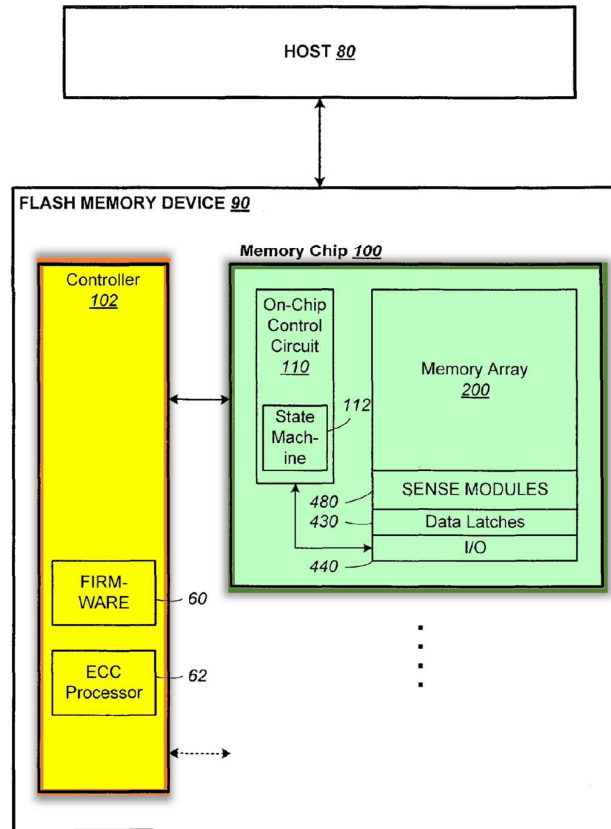 HOST 80
FLASH MEMORY DEVICE 90
Memory Chip 100
Controller
102
On-Chip
Control
Circuit
110
112
State
Mach-
ine
Memory Array
200
480
SENSE MODULES
430
Data Latches
I/O
440
FIRM-
WARE
60
ECC
Processor
62